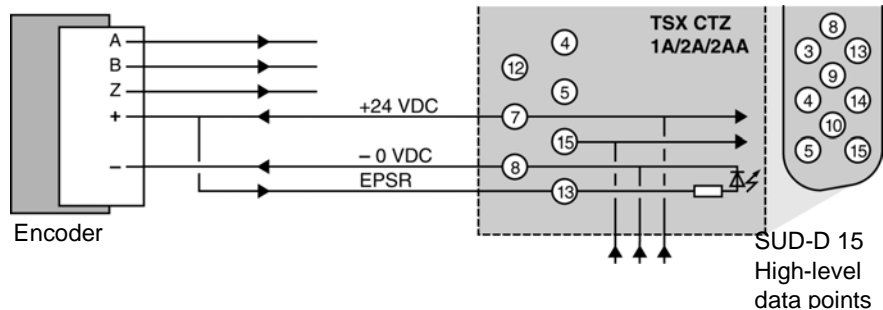 A
B
Z
+
–
+24 VDC
– 0 VDC
EPSR
Encoder
TSX CTZ
1A/2A/2AA
4
12
5
7
15
8
13
8
3
13
9
4
14
10
5
15
SUD-D 15
High-level
data points